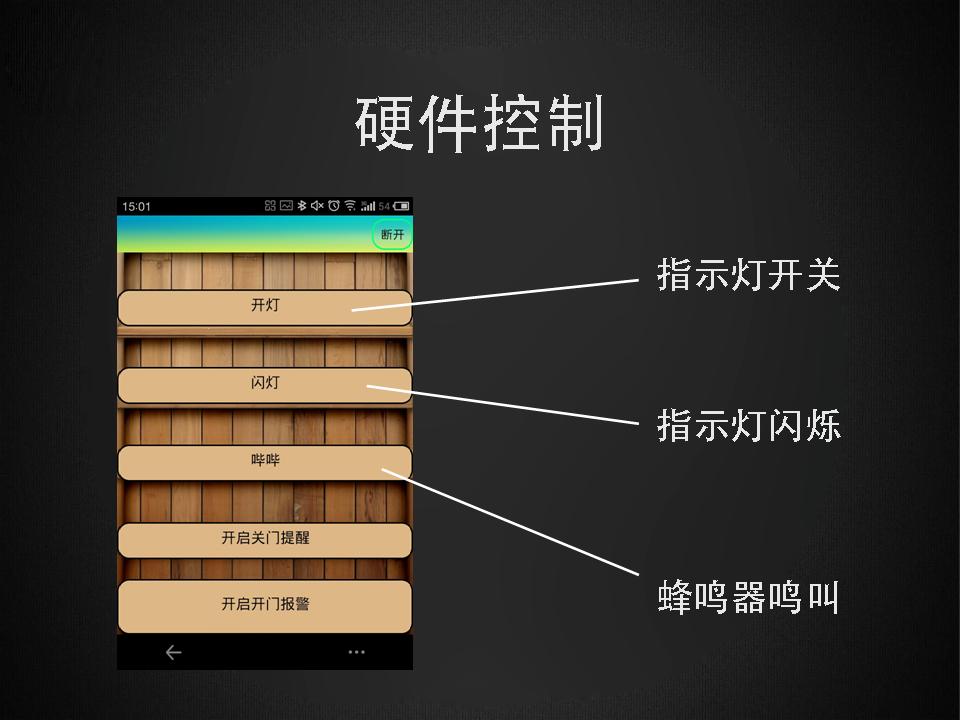 硬件控制
15:01
54
断开
开灯
指示灯开关
闪灯
指示灯闪烁
哔哔
开启关门提醒
开启开门报警
蜂鸣器鸣叫